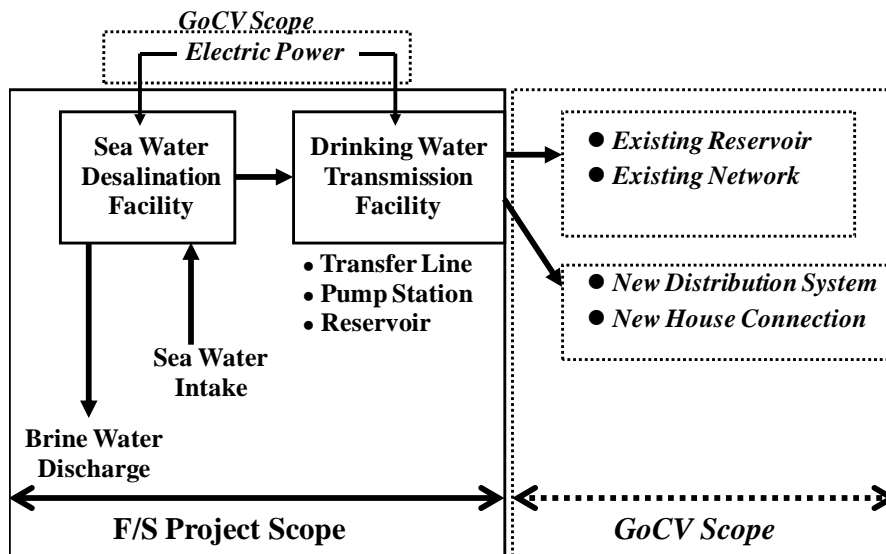 GoCV Scope
Electric Power
Sea Water
Desalination
Facility
Drinking Water
Transmission
Facility
● Existing Reservoir
● Existing Network
• Transfer Line
• Pump Station
• Reservoir
● New Distribution System
● New House Connection
Sea Water
Intake
Brine Water
Discharge
F/S Project Scope
GoCV Scope